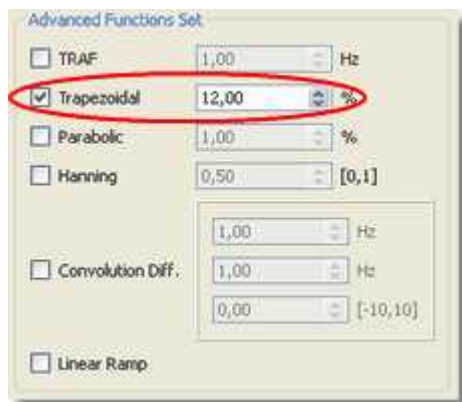 Advanced Functions Set
TRAF 1,00 Hz
Trapezoidal 12,00 %
Parabolic 1,00 %
Hanning 0,50 [0,1]
1,00 Hz
Convolution Diff. 1,00 Hz
0,00 [-10,10]
Linear Ramp